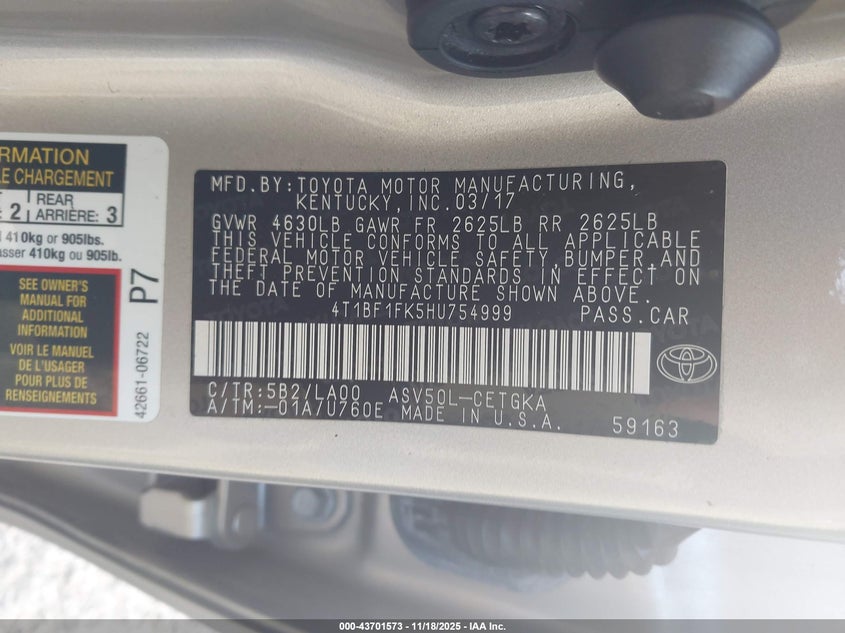 RMATION
E CHARGEMENT
2 REAR
ARRIÈRE: 3
410kg or 905lbs.
asser 410kg ou 905lb.
SEE OWNER'S
MANUAL FOR
ADDITIONAL
INFORMATION
VOIR LE MANUEL
DE L'USAGER
POUR PLUS DE
RENSEIGNEMENTS
P7
42661-06722
MFD.BY:TOYOTA MOTOR MANUFACTURING,
KENTUCKY,INC.03/17
GVWR 4630LB GAWR FR 2625LB RR 2625LB
THIS VEHICLE CONFORMS TO ALL APPLICABLE
FEDERAL MOTOR VEHICLE SAFETY,BUMPER,AND
THEFT PREVENTION STANDARDS IN EFFECT ON
THE DATE OF MANUFACTURE SHOWN ABOVE.
4T1BF1FK5HU754999 PASS.CAR
C/TR:5B2/LA00 ASV50L-CETGKA
A/TM:-01A/U760E MADE IN U.S.A. 59163
000-43701573 — 11/18/2025 — IAA Inc.